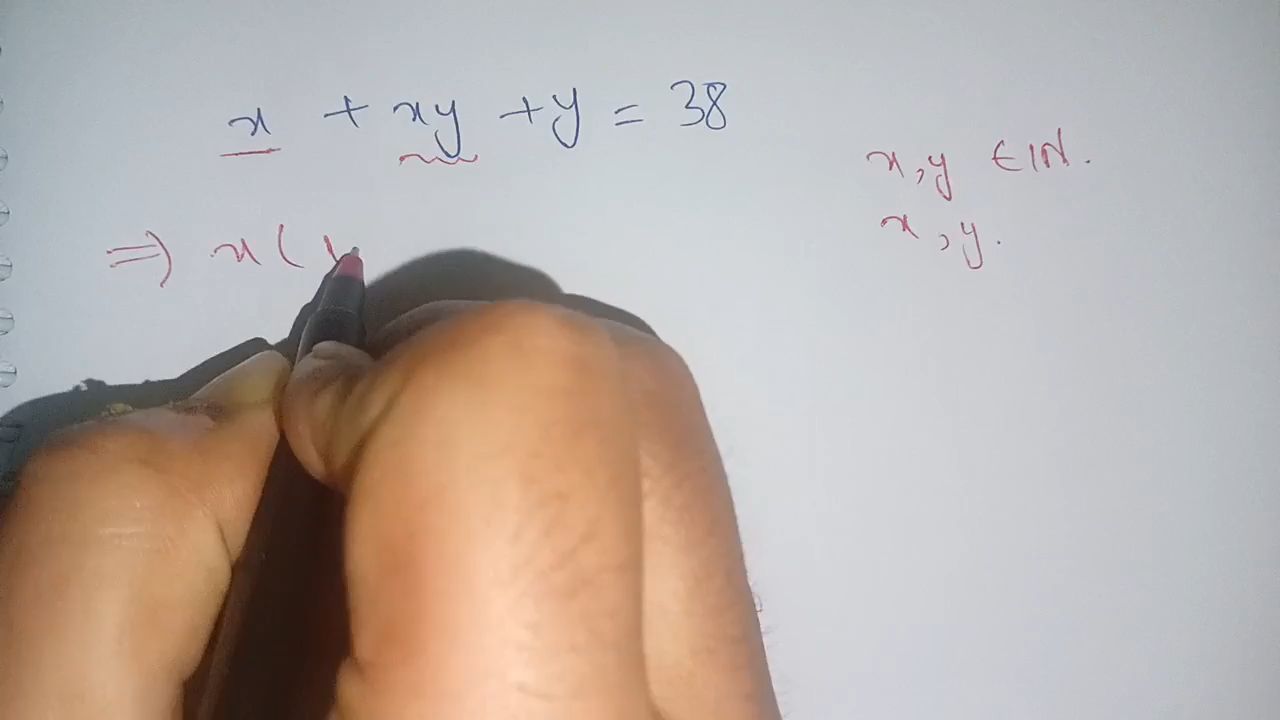 x + xy + y = 38
x, y ∈ IN.
x, y.
⇒ x(